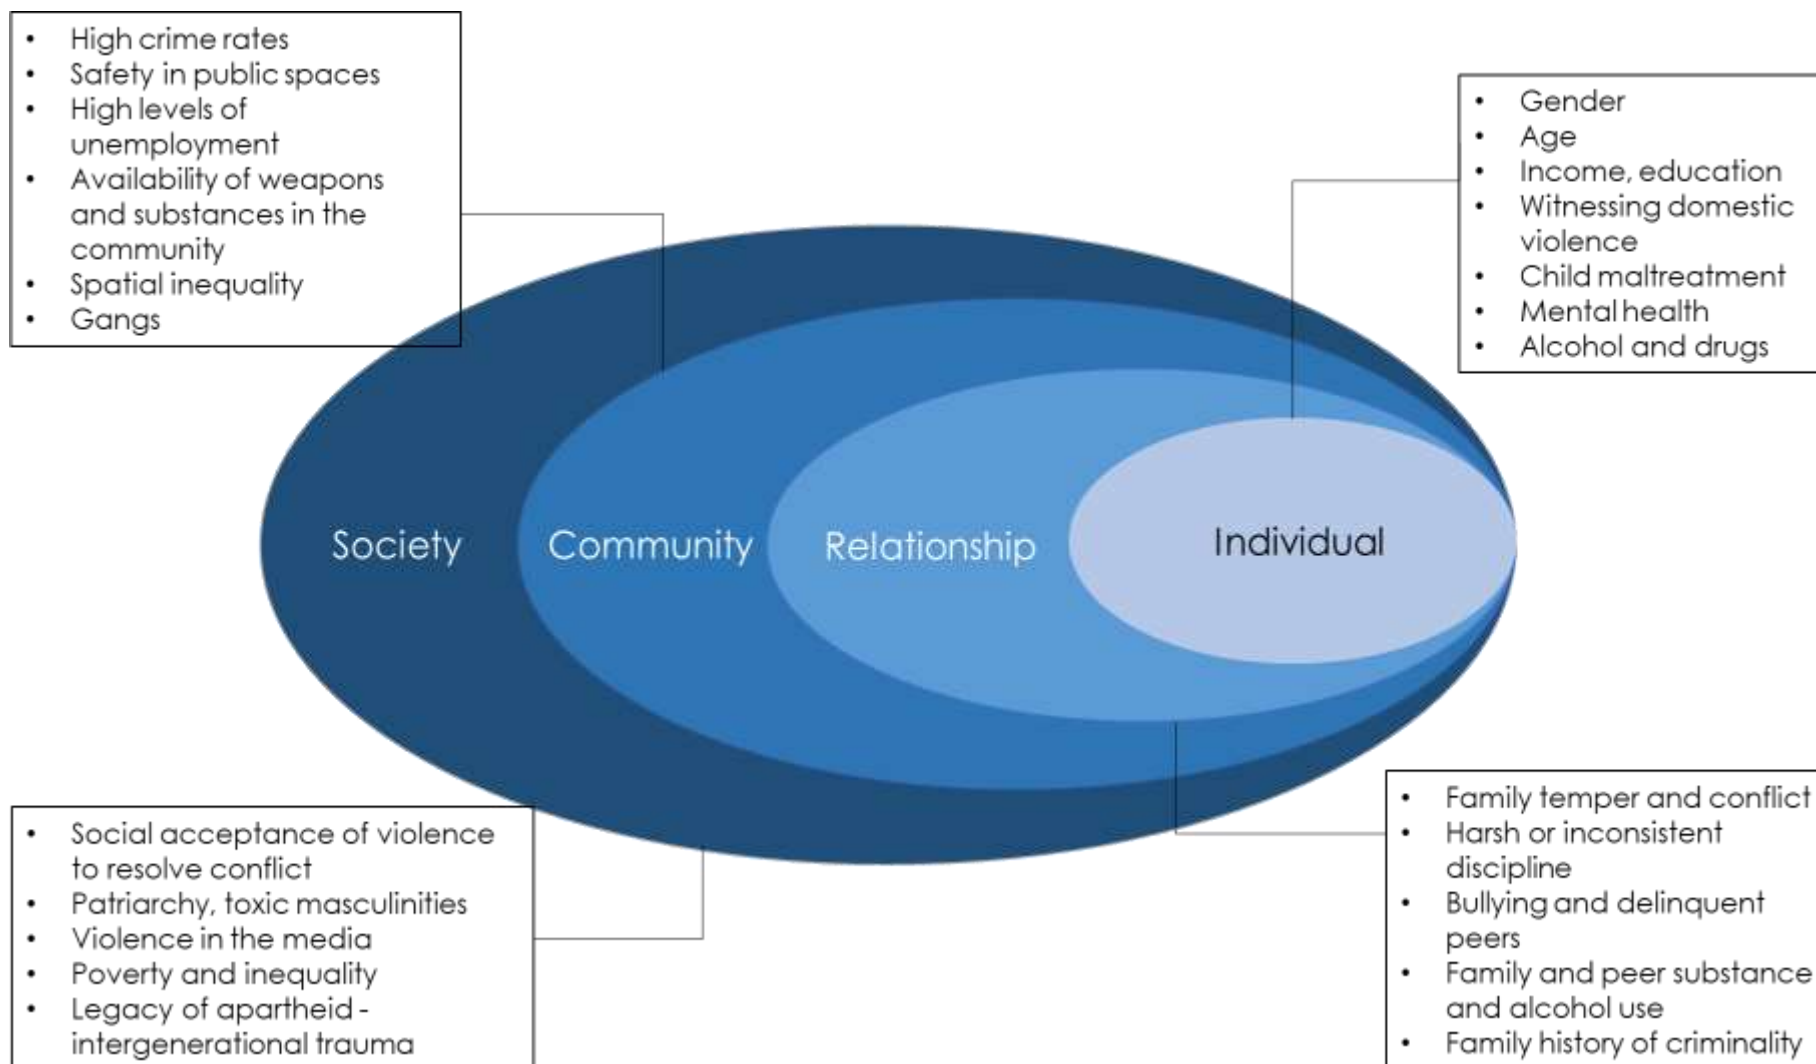 • High crime rates
• Safety in public spaces
• High levels of
unemployment
• Availability of weapons
and substances in the
community
• Spatial inequality
• Gangs
• Gender
• Age
• Income, education
• Witnessing domestic
violence
• Child maltreatment
• Mental health
• Alcohol and drugs
Society
Community
Relationship
Individual
• Social acceptance of violence
to resolve conflict
• Patriarchy, toxic masculinities
• Violence in the media
• Poverty and inequality
• Legacy of apartheid -
intergenerational trauma
• Family temper and conflict
• Harsh or inconsistent
discipline
• Bullying and delinquent
peers
• Family and peer substance
and alcohol use
• Family history of criminality